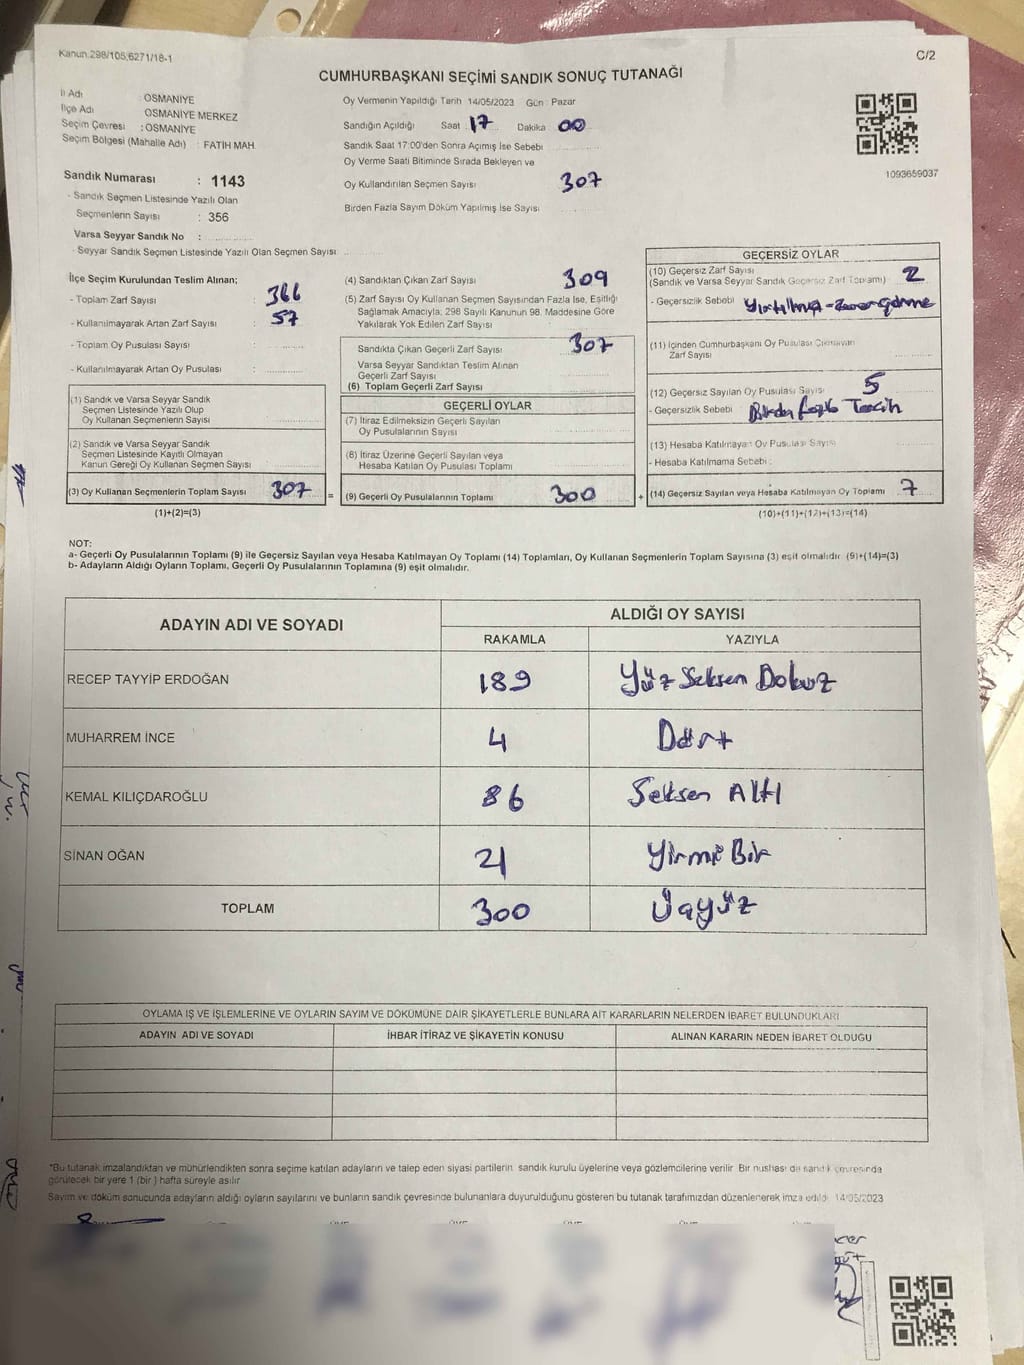 Kanun.298/105,6271/18-1
C/2
CUMHURBAŞKANI SEÇİMİ SANDIK SONUÇ TUTANAĞI
İl Adı : OSMANİYE
İlçe Adı : OSMANİYE MERKEZ
Seçim Çevresi : OSMANİYE
Seçim Bölgesi (Mahalle Adı) : FATİH MAH.
Sandık Numarası : 1143
- Sandık Seçmen Listesinde Yazılı Olan
Seçmenlerin Sayısı : 356
Varsa Seyyar Sandık No :
- Seyyar Sandık Seçmen Listesinde Yazılı Olan Seçmen Sayısı:
Oy Vermenin Yapıldığı Tarih 14/05/2023 Gün : Pazar
Sandığın Açıldığı Saat 17 Dakika 00
Sandık Saat 17:00'den Sonra Açılmış İse Sebebi
Oy Verme Saati Bitiminde Sırada Bekleyen ve
Oy Kullandırılan Seçmen Sayısı 307
Birden Fazla Sayım Döküm Yapılmış İse Sayısı
1093659037
İlçe Seçim Kurulundan Teslim Alınan;
- Toplam Zarf Sayısı : 366
- Kullanılmayarak Artan Zarf Sayısı : 57
- Toplam Oy Pusulası Sayısı :
- Kullanılmayarak Artan Oy Pusulası :
(1) Sandık ve Varsa Seyyar Sandık
Seçmen Listesinde Yazılı Olup
Oy Kullanan Seçmenlerin Sayısı
(2) Sandık ve Varsa Seyyar Sandık
Seçmen Listesinde Kayıtlı Olmayan
Kanun Gereği Oy Kullanan Seçmen Sayısı
(3) Oy Kullanan Seçmenlerin Toplam Sayısı 307 =
(1)+(2)=(3)
(4) Sandıktan Çıkan Zarf Sayısı 309
(5) Zarf Sayısı Oy Kullanan Seçmen Sayısından Fazla İse, Eşitliği
Sağlamak Amacıyla, 298 Sayılı Kanunun 98. Maddesine Göre
Yakılarak Yok Edilen Zarf Sayısı
Sandıkta Çıkan Geçerli Zarf Sayısı 307
Varsa Seyyar Sandıktan Teslim Alınan
Geçerli Zarf Sayısı
(6) Toplam Geçerli Zarf Sayısı
GEÇERLİ OYLAR
(7) İtiraz Edilmeksizin Geçerli Sayılan
Oy Pusulalarının Sayısı
(8) İtiraz Üzerine Geçerli Sayılan veya
Hesaba Katılan Oy Pusulası Toplamı
(9) Geçerli Oy Pusulalarının Toplamı 300 +
GEÇERSİZ OYLAR
(10) Geçersiz Zarf Sayısı 2
(Sandık ve Varsa Seyyar Sandık Geçersiz Zarf Toplamı)
- Geçersizlik Sebebi
(11) İçinden Cumhurbaşkanı Oy Pusulası Çıkmayan
Zarf Sayısı
(12) Geçersiz Sayılan Oy Pusulası Sayısı 5
- Geçersizlik Sebebi Birden fazla Tercih
(13) Hesaba Katılmayan Oy Pusulası Sayısı
- Hesaba Katılmama Sebebi :
(14) Geçersiz Sayılan veya Hesaba Katılmayan Oy Toplamı 7
(10)+(11)+(12)+(13)=(14)
NOT:
a- Geçerli Oy Pusulalarının Toplamı (9) ile Geçersiz Sayılan veya Hesaba Katılmayan Oy Toplamı (14) Toplamları, Oy Kullanan Seçmenlerin Toplam Sayısına (3) eşit olmalıdır. (9)+(14)=(3)
b- Adayların Aldığı Oyların Toplamı, Geçerli Oy Pusulalarının Toplamına (9) eşit olmalıdır.
ADAYIN ADI VE SOYADI
ALDIĞI OY SAYISI
RAKAMLA YAZIYLA
RECEP TAYYİP ERDOĞAN 189 Yüz Seksen Dokuz
MUHARREM İNCE 4 Dört
KEMAL KILIÇDAROĞLU 86 Seksen Altı
SİNAN OĞAN 21 Yirmi Bir
TOPLAM 300 Üçyüz
OYLAMA İŞ VE İŞLEMLERİNE VE OYLARIN SAYIM VE DÖKÜMÜNE DAİR ŞİKAYETLERLE BUNLARA AİT KARARLARIN NELERDEN İBARET BULUNDUKLARI
ADAYIN ADI VE SOYADI İHBAR İTİRAZ VE ŞİKAYETİN KONUSU ALINAN KARARIN NEDEN İBARET OLDUĞU
*Bu tutanak imzalandıktan ve mühürlendikten sonra seçime katılan adayların ve talep eden siyasi partilerin sandık kurulu üyelerine veya gözlemcilerine verilir. Bir nüshası da sandık çevresinde
görülecek bir yere 1 (bir) hafta süreyle asılır
Sayım ve döküm sonucunda adayların aldığı oyların sayılarını ve bunların sandık çevresinde bulunanlara duyurulduğunu gösteren bu tutanak tarafımızdan düzenlenerek imza edildi. 14/05/2023